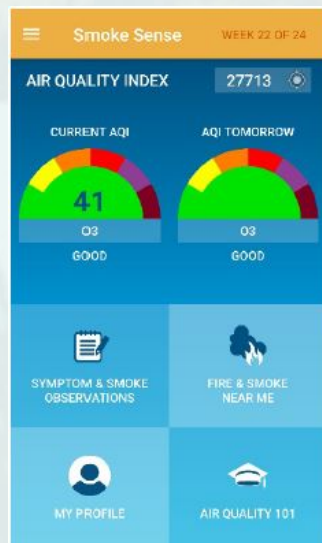 Smoke Sense
WEEK 22 OF 24
AIR QUALITY INDEX
27713
CURRENT AQI
AQI TOMORROW
41
O3
O3
GOOD
GOOD
SYMPTOM & SMOKE
OBSERVATIONS
FIRE & SMOKE
NEAR ME
MY PROFILE
AIR QUALITY 101